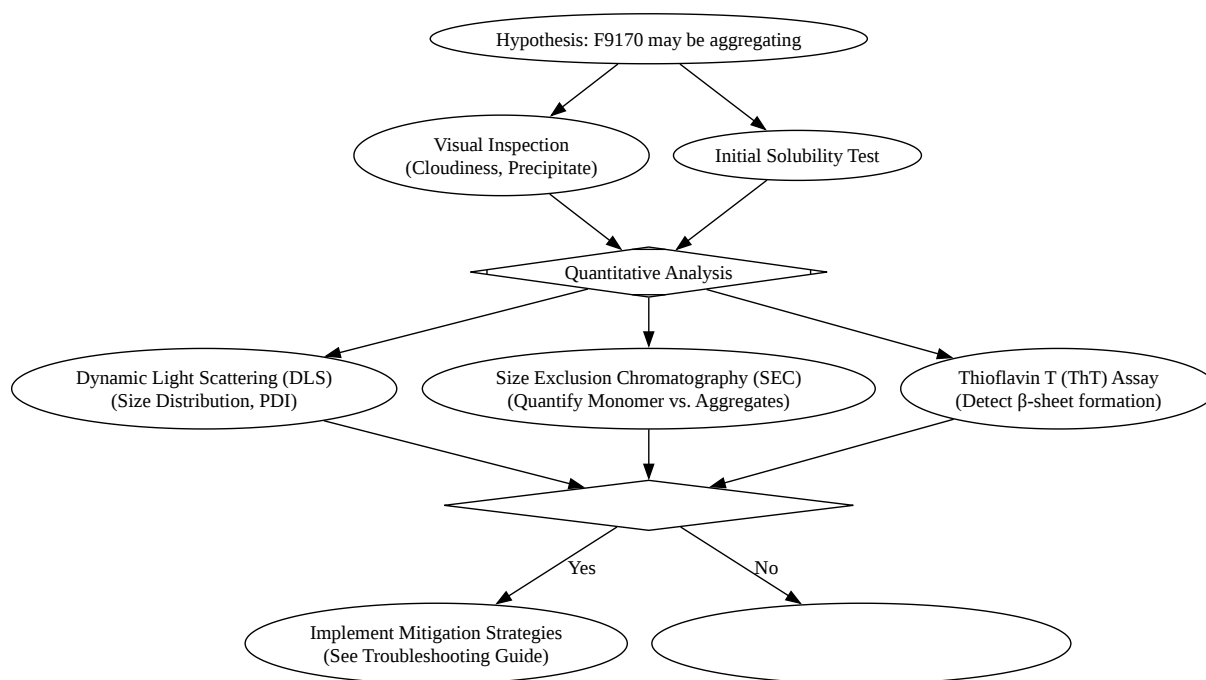 Hypothesis: F9170 may be aggregating
Visual Inspection
(Cloudiness, Precipitate)
Initial Solubility Test
Quantitative Analysis
Dynamic Light Scattering (DLS)
(Size Distribution, PDI)
Size Exclusion Chromatography (SEC)
(Quantify Monomer vs. Aggregates)
Thioflavin T (ThT) Assay
(Detect β-sheet formation)
Yes
No
Implement Mitigation Strategies
(See Troubleshooting Guide)